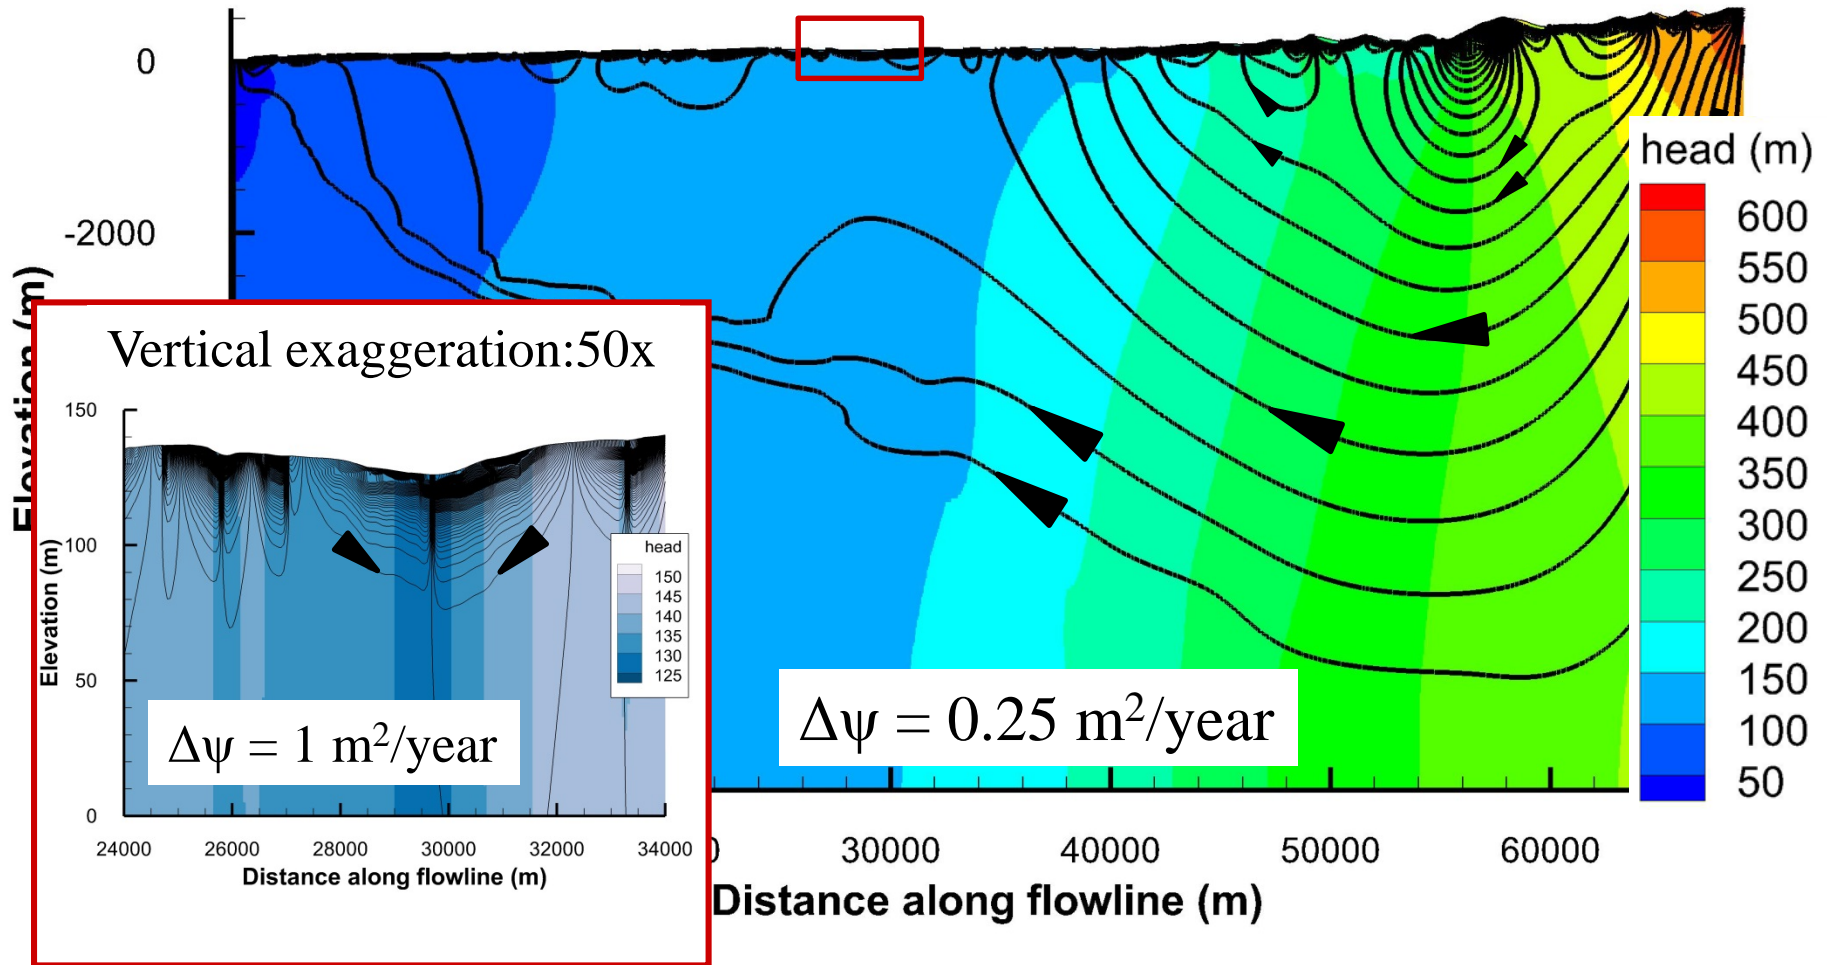 0
-2000
Elevation (m)
head (m)
600
550
500
450
400
350
300
250
200
150
100
50
Vertical exaggeration:50x
150
100
50
0
Elevation (m)
head
150
145
140
135
130
125
Δψ = 1 m²/year
24000 26000 28000 30000 32000 34000
Distance along flowline (m)
Δψ = 0.25 m²/year
0 30000 40000 50000 60000
Distance along flowline (m)